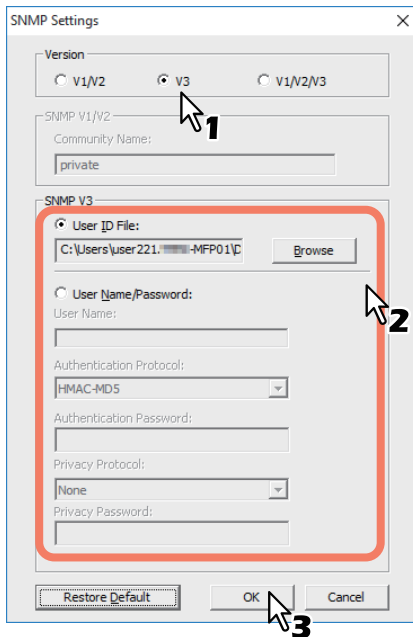 SNMP Settings
Version
V1/V2 V3 V1/V2/V3
1
SNMP V1/V2
Community Name:
private
SNMP V3
User ID File:
C:\Users\user221. -MFP01\D Browse
2
User Name/Password:
User Name:
Authentication Protocol:
HMAC-MD5
Authentication Password:
Privacy Protocol:
None
Privacy Password:
Restore Default OK Cancel
3